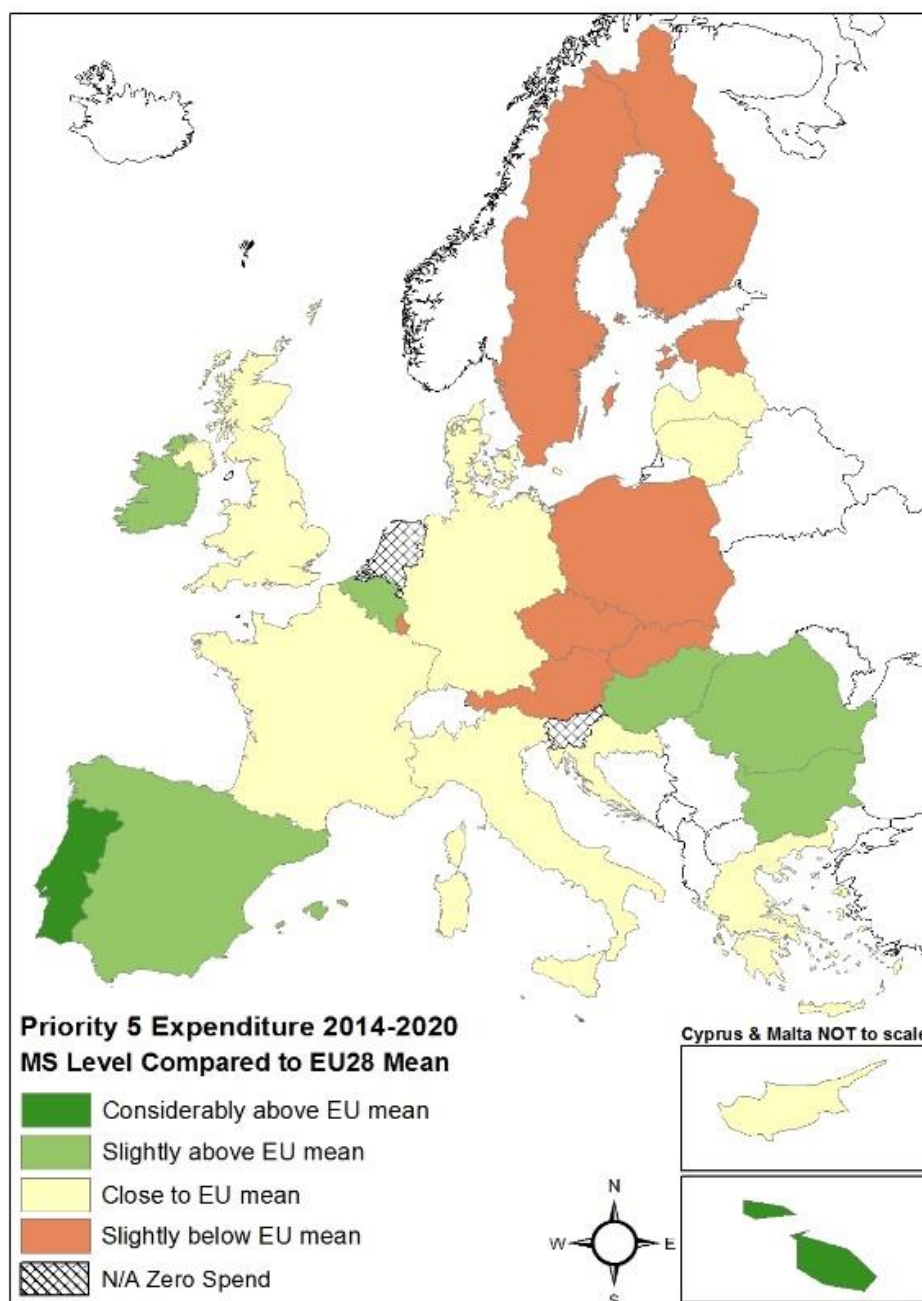 Priority 5 Expenditure 2014-2020
MS Level Compared to EU28 Mean
Considerably above EU mean
Slightly above EU mean
Close to EU mean
Slightly below EU mean
N/A Zero Spend
N
W
E
S
Cyprus & Malta NOT to scale